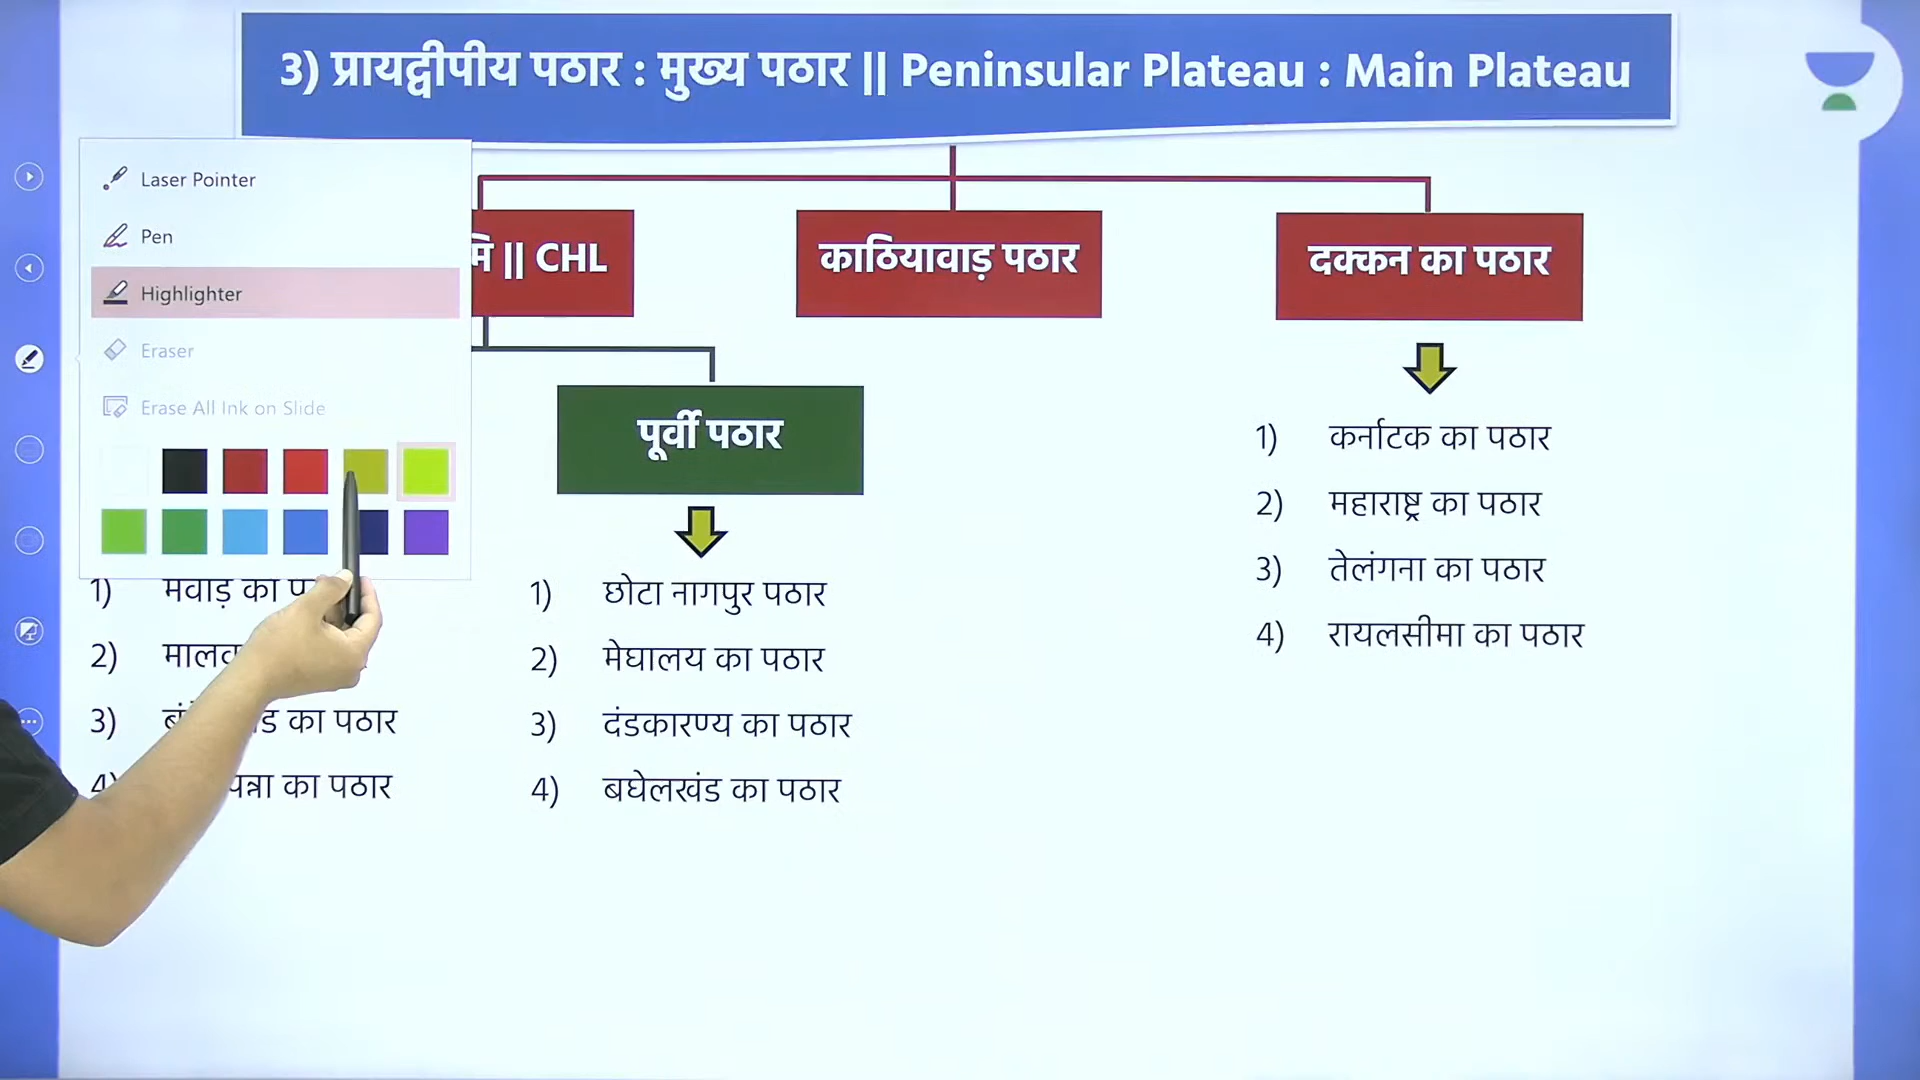 3) प्रायद्वीपीय पठार : मुख्य पठार || Peninsular Plateau : Main Plateau
Laser Pointer
Pen
Highlighter
Eraser
Erase All Ink on Slide
|| CHL
काठियावाड़ पठार
दक्कन का पठार
पूर्वी पठार
1) मेवाड़ का
2)
3) का पठार
4) पन्ना का पठार
1) छोटा नागपुर पठार
2) मेघालय का पठार
3) दंडकारण्य का पठार
4) बघेलखंड का पठार
1) कर्नाटक का पठार
2) महाराष्ट्र का पठार
3) तेलंगना का पठार
4) रायलसीमा का पठार